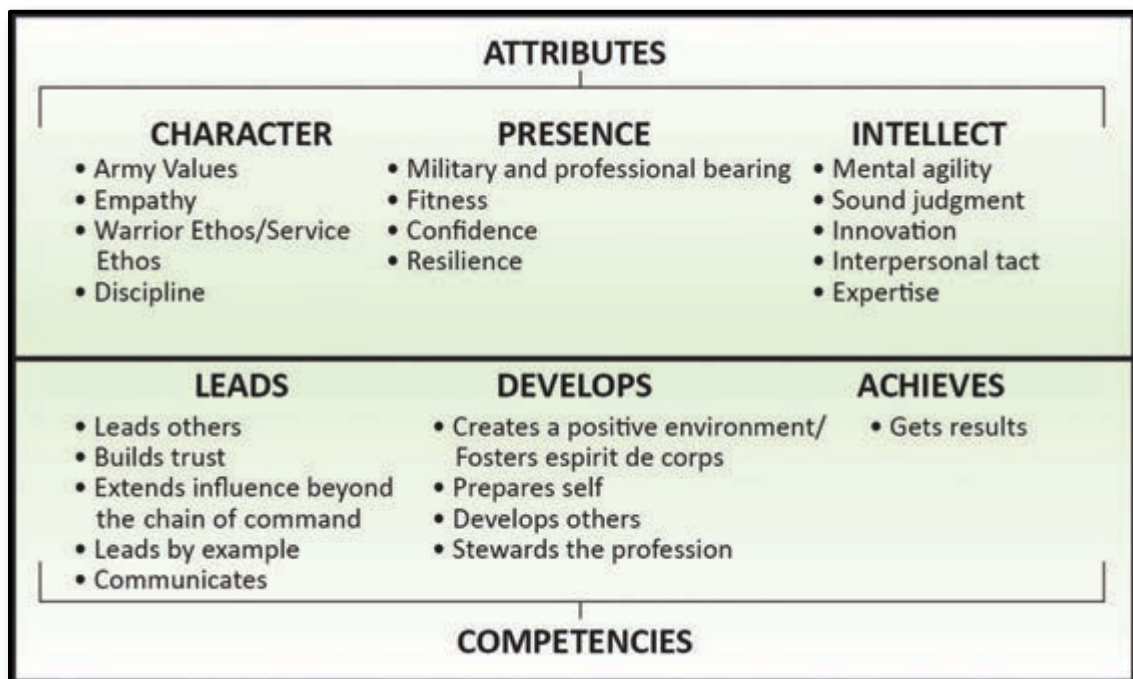 ATTRIBUTES
CHARACTER
• Army Values
• Empathy
• Warrior Ethos/Service
Ethos
• Discipline
PRESENCE
• Military and professional bearing
• Fitness
• Confidence
• Resilience
INTELLECT
• Mental agility
• Sound judgment
• Innovation
• Interpersonal tact
• Expertise
LEADS
• Leads others
• Builds trust
• Extends influence beyond
the chain of command
• Leads by example
• Communicates
DEVELOPS
• Creates a positive environment/
Fosters espirit de corps
• Prepares self
• Develops others
• Stewards the profession
ACHIEVES
• Gets results
COMPETENCIES